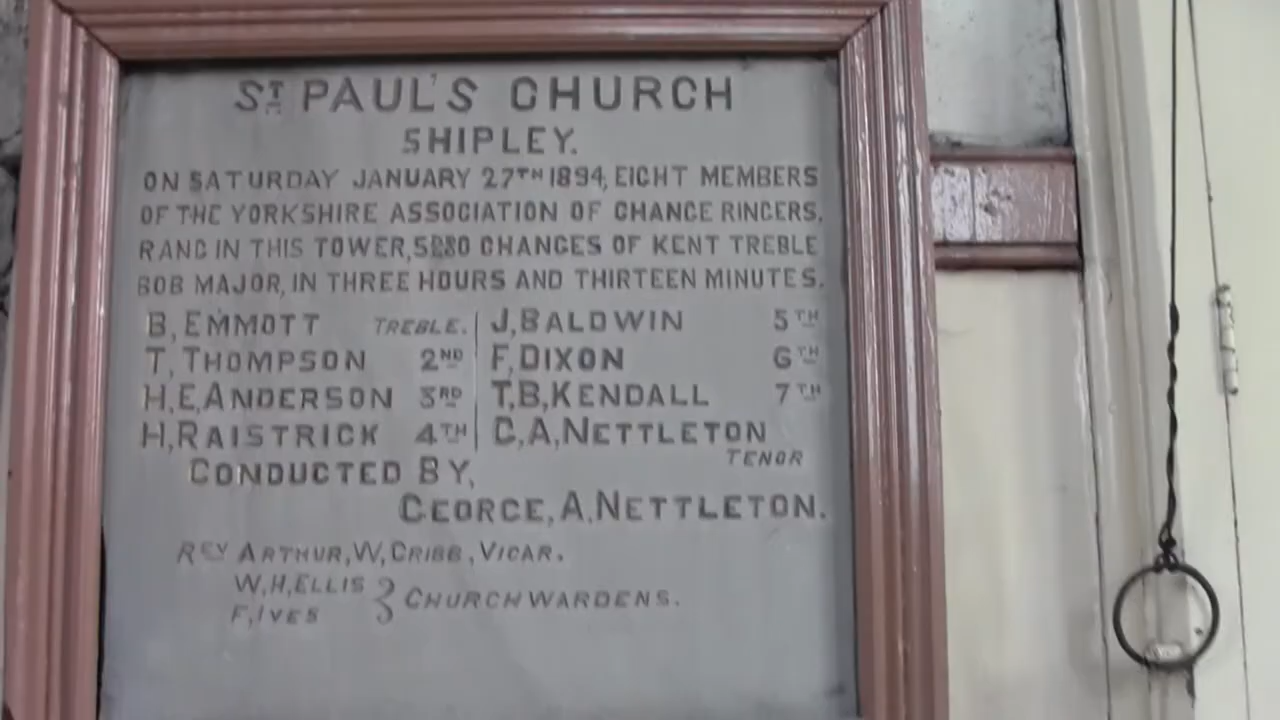 ST PAUL'S CHURCH
SHIPLEY.
ON SATURDAY JANUARY 27TH 1894, EIGHT MEMBERS
OF THE YORKSHIRE ASSOCIATION OF CHANGE RINGERS,
RANG IN THIS TOWER, 5280 CHANGES OF KENT TREBLE
BOB MAJOR, IN THREE HOURS AND THIRTEEN MINUTES.
B, EMMOTT TREBLE. J, BALDWIN 5TH
T, THOMPSON 2ND F, DIXON 6TH
H, E, ANDERSON 3RD T, B, KENDALL 7TH
H, RAISTRICK 4TH C, A, NETTLETON
TENOR
CONDUCTED BY,
GEORGE, A, NETTLETON.
REV ARTHUR, W, CRIBB, VICAR.
W, H, ELLIS
F, IVES } CHURCHWARDENS.